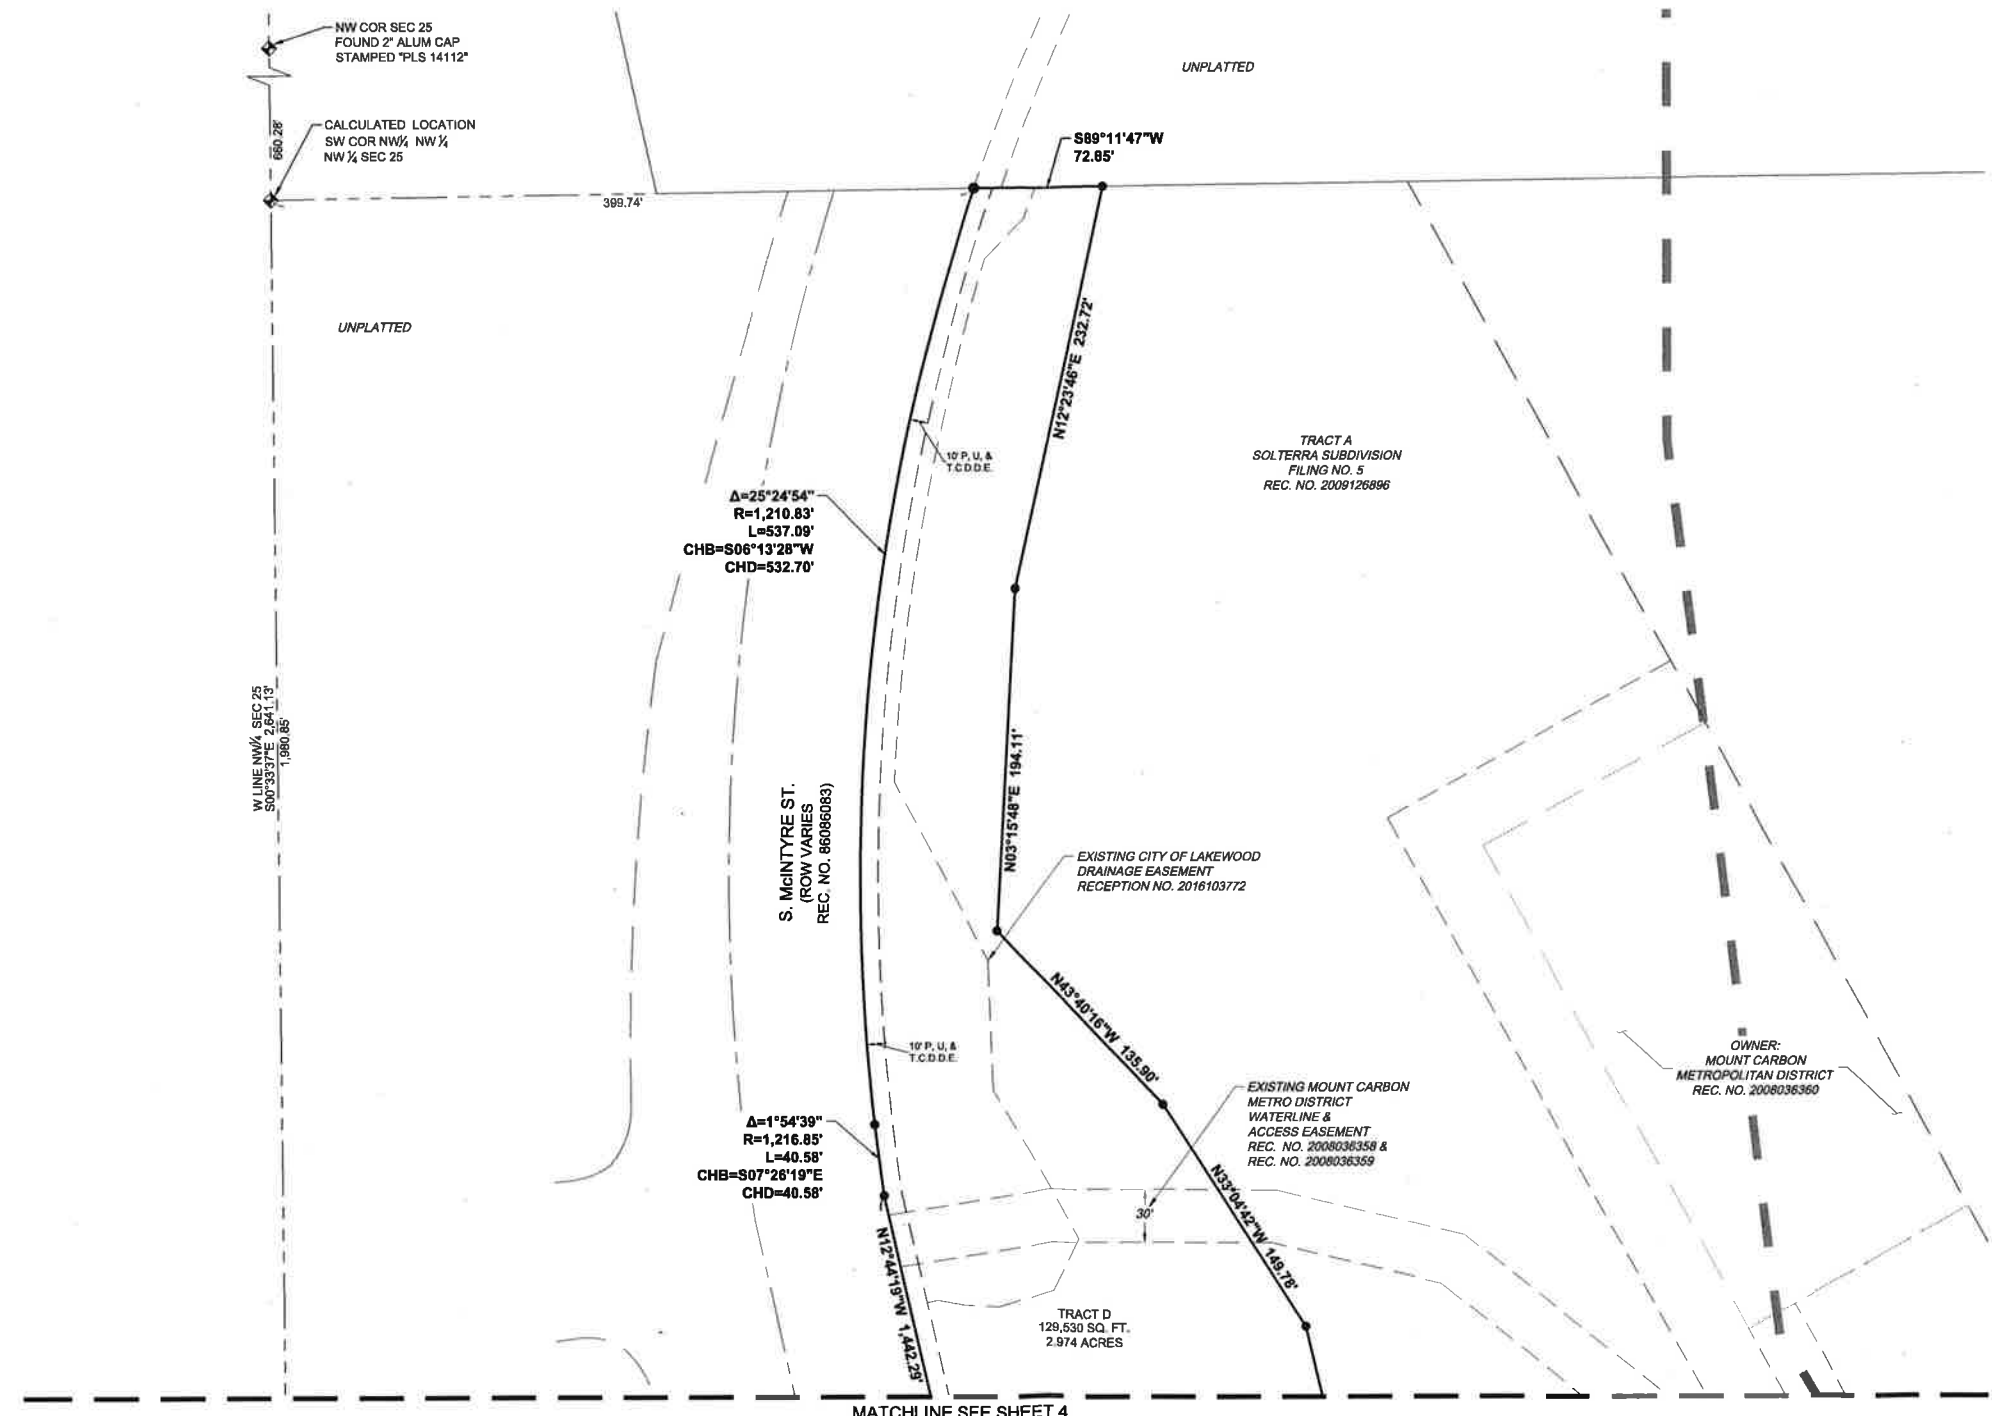 NW COR SEC 25
FOUND 2" ALUM CAP
STAMPED "PLS 14112"
UNPLATTED
660.28'
CALCULATED LOCATION
SW COR NW¼ NW ¼
NW ¼ SEC 25
S89°11'47"W
72.85'
399.74'
UNPLATTED
N12°23'46"E 232.72'
10' P, U, &
T.C.D.D.E.
TRACT A
SOLTERRA SUBDIVISION
FILING NO. 5
REC. NO. 2009126896
Δ=25°24'54"
R=1,210.83'
L=537.09'
CHB=S06°13'28"W
CHD=532.70'
W LINE NW¼ SEC 25
S00°33'37"E 2,641.13'
1,980.85'
N03°15'48"E 194.11'
S. McINTYRE ST.
(ROW VARIES
REC. NO. 86086083)
EXISTING CITY OF LAKEWOOD
DRAINAGE EASEMENT
RECEPTION NO. 2016103772
N43°40'16"W 135.90'
10' P, U, &
T.C.D.D.E.
OWNER:
MOUNT CARBON
METROPOLITAN DISTRICT
REC. NO. 2008036360
EXISTING MOUNT CARBON
METRO DISTRICT
WATERLINE &
ACCESS EASEMENT
REC. NO. 2008036358 &
REC. NO. 2008036359
Δ=1°54'39"
R=1,216.85'
L=40.58'
CHB=S07°26'19"E
CHD=40.58'
30'
N33°04'42"W 149.78'
N12°44'19"W 1,442.29'
TRACT D
129,530 SQ. FT.
2.974 ACRES
MATCHLINE SEE SHEET 4